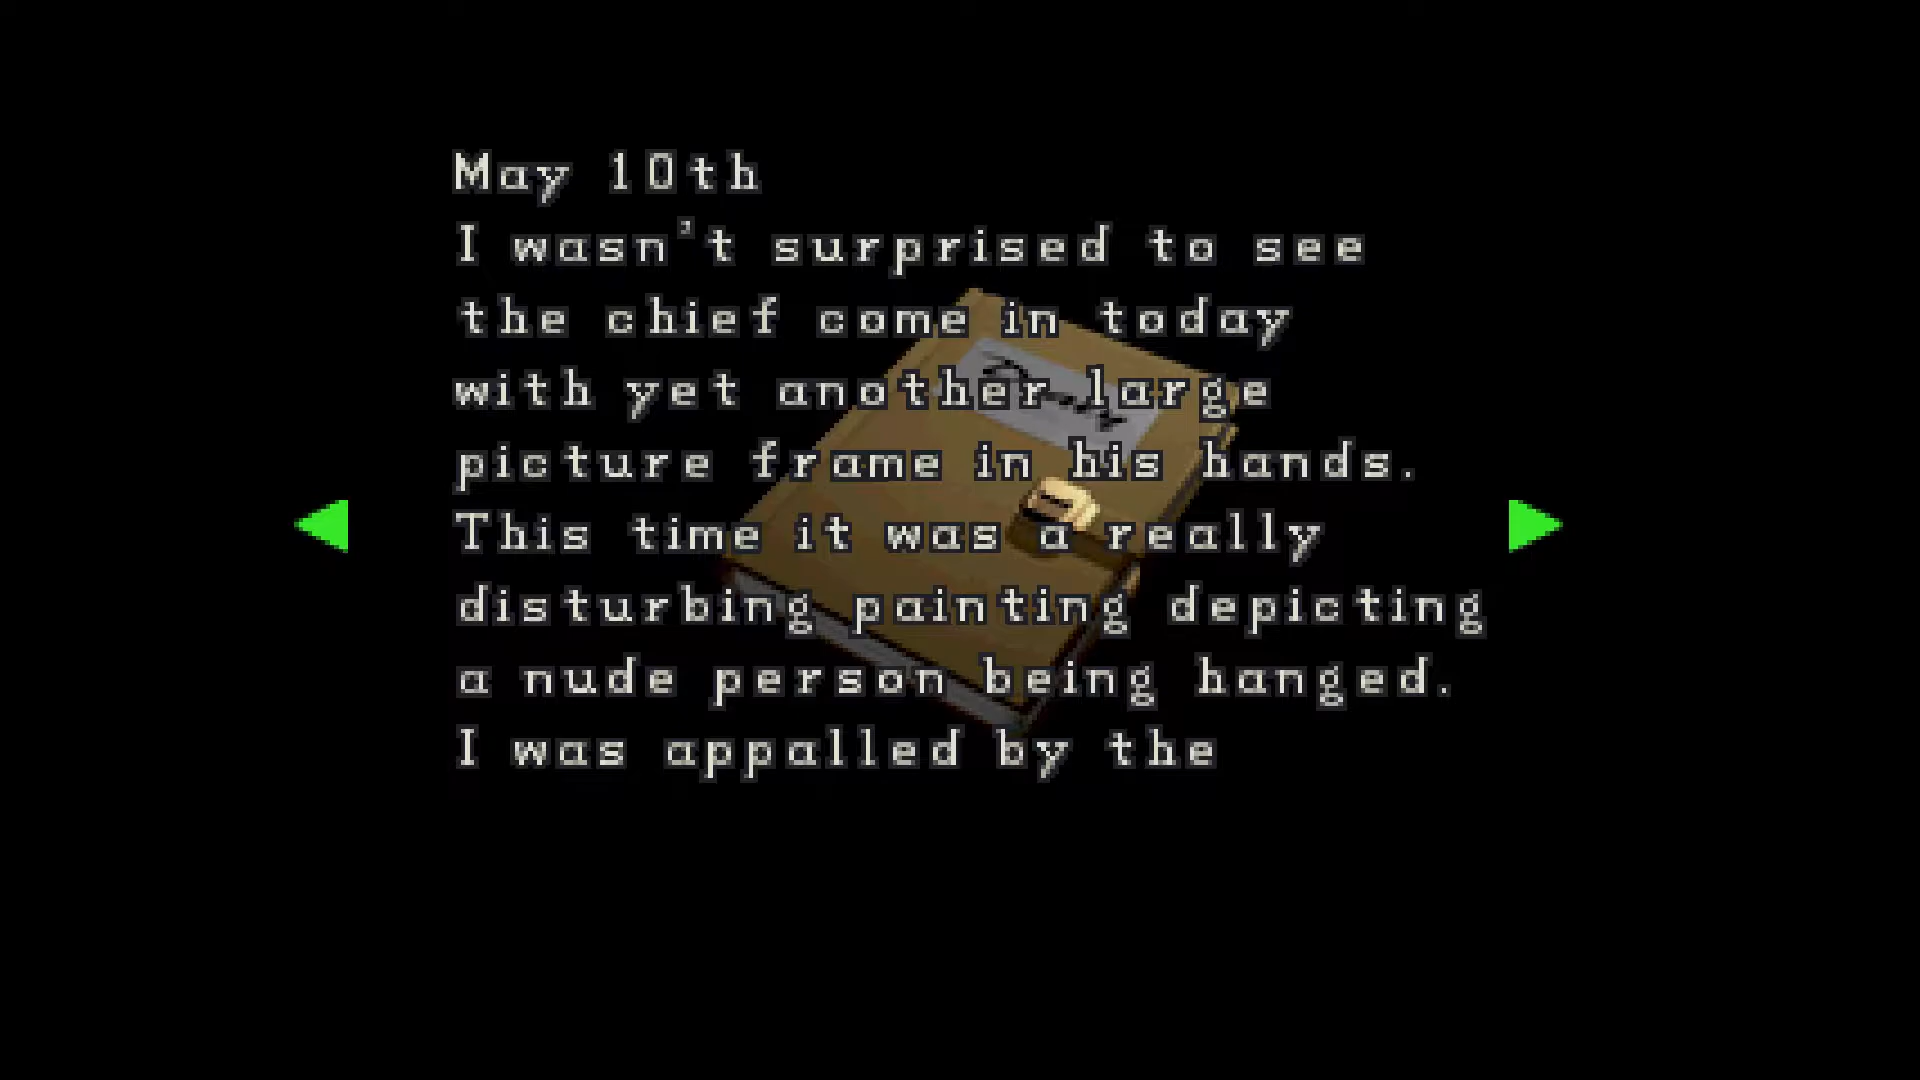 May 10th
I wasn't surprised to see
the chief come in today
with yet another large
picture frame in his hands.
This time it was a really
disturbing painting depicting
a nude person being hanged.
I was appalled by the
Diary